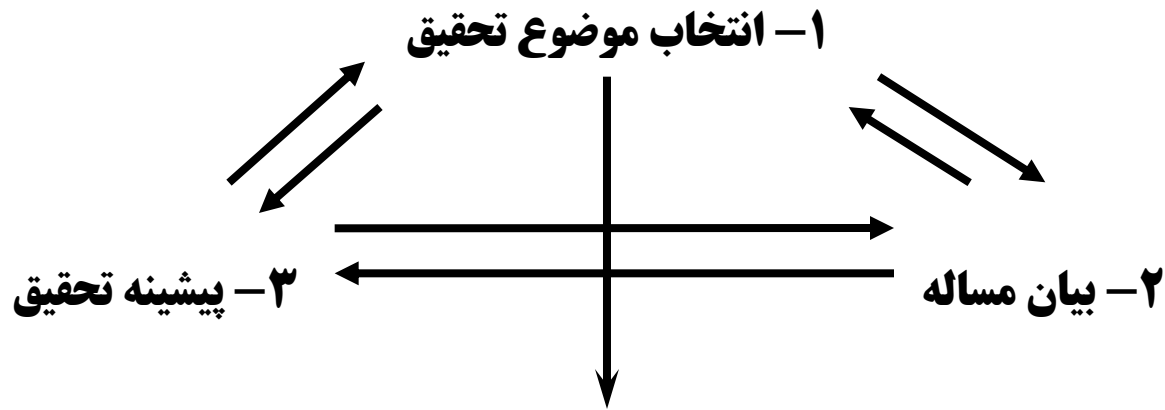 ۱- انتخاب موضوع تحقیق
۲- بیان مساله
۳- پیشینه تحقیق